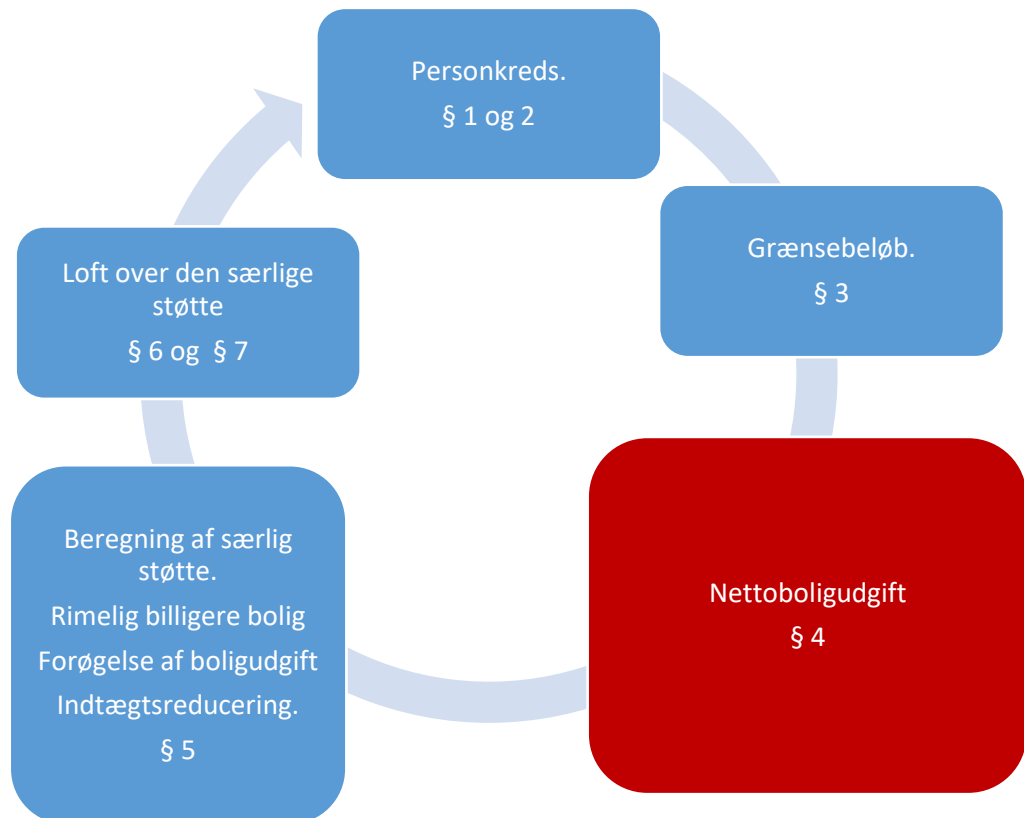 Personkreds.
§ 1 og 2
Grænsebeløb.
§ 3
Nettoboligudgift
§ 4
Beregning af særlig
støtte.
Rimelig billigere bolig
Forøgelse af boligudgift
Indtægtsreducering.
§ 5
Loft over den særlige
støtte
§ 6 og  § 7